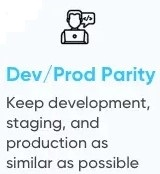 Dev/Prod Parity
Keep development,
staging, and
production as
similar as possible